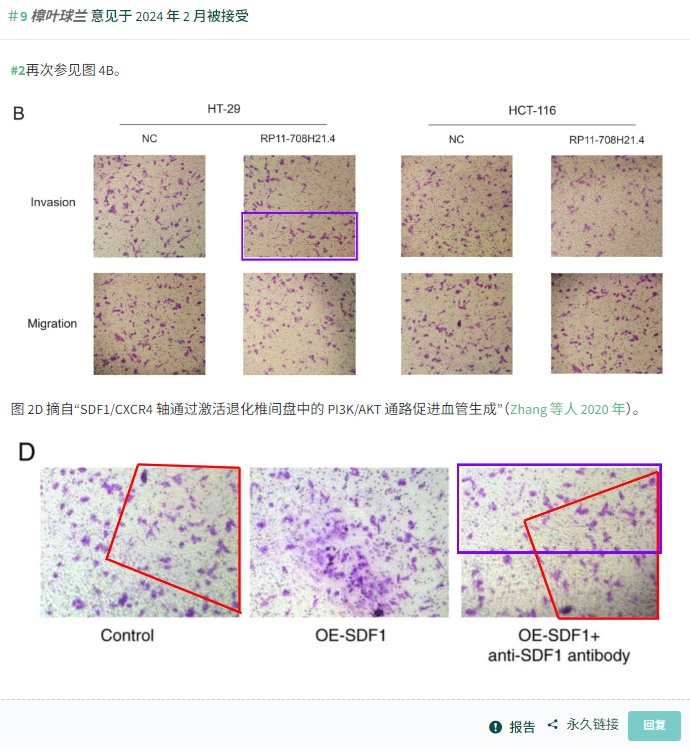 #9 樟叶球兰 意见于 2024 年 2 月被接受
#2再次参见图 4B。
B
HT-29
HCT-116
NC
RP11-708H21.4
NC
RP11-708H21.4
Invasion
Migration
图 2D 摘自“SDF1/CXCR4 轴通过激活退化椎间盘中的 PI3K/AKT 通路促进血管生成”（Zhang 等人 2020 年）。
D
Control
OE-SDF1
OE-SDF1+
anti-SDF1 antibody
报告
永久链接
回复